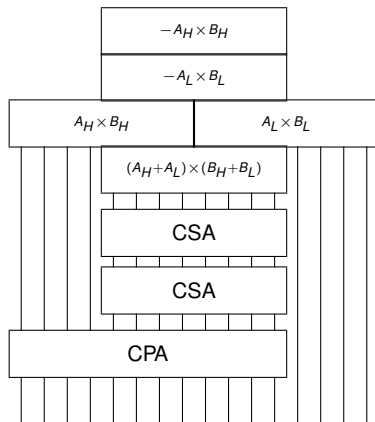 −A_H × B_H
−A_L × B_L
A_H × B_H A_L × B_L
(A_H+A_L) × (B_H+B_L)
CSA
CSA
CPA